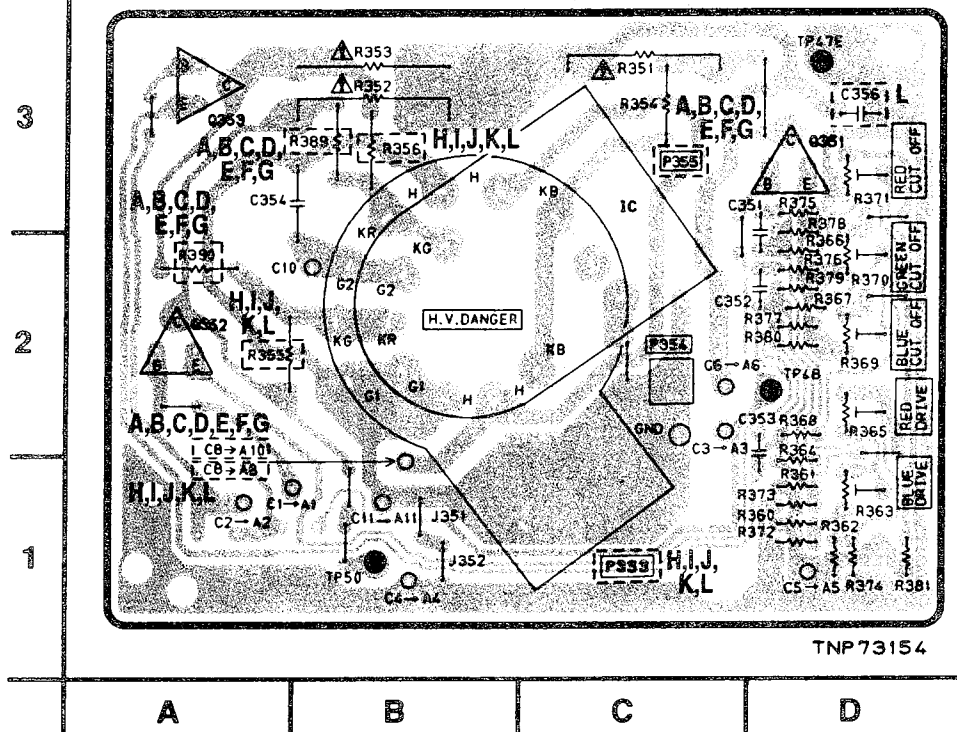 TP47E
R353
R351
R352
R354
A,B,C,D,
E,F,G
C356
L
3
B
C
E
Q353
R389
R356
H,I,J,K,L
P355
Q351
C
B
E
RED
CUT OFF
A,B,C,D,
E,F,G
C354
A,B,C,D,
E,F,G
H
H
KB
IC
KR
KG
R371
C351
R375
R378
R366
R376
R379
R367
R370
GREEN
CUT OFF
R390
C10
G2
G2
C352
R377
R380
H,I,J,
K,L
H.V.DANGER
2
C
B
E
R355
KG
KR
KB
P354
R369
BLUE
CUT OFF
G1
G1
H
H
C6→A6
TP48
RED
DRIVE
R365
A,B,C,D,E,F,G
C8→A10
C8→A8
GND
C3→A3
C353
R368
R364
R361
H,I,J,K,L
C2→A2
C1→A1
C11→A11
J351
R373
R360
R372
R362
R363
BLUE
DRIVE
1
TP50
J352
P353
H,I,J,
K,L
C4→A4
C5→A5
R374
R381
TNP73154
A
B
C
D